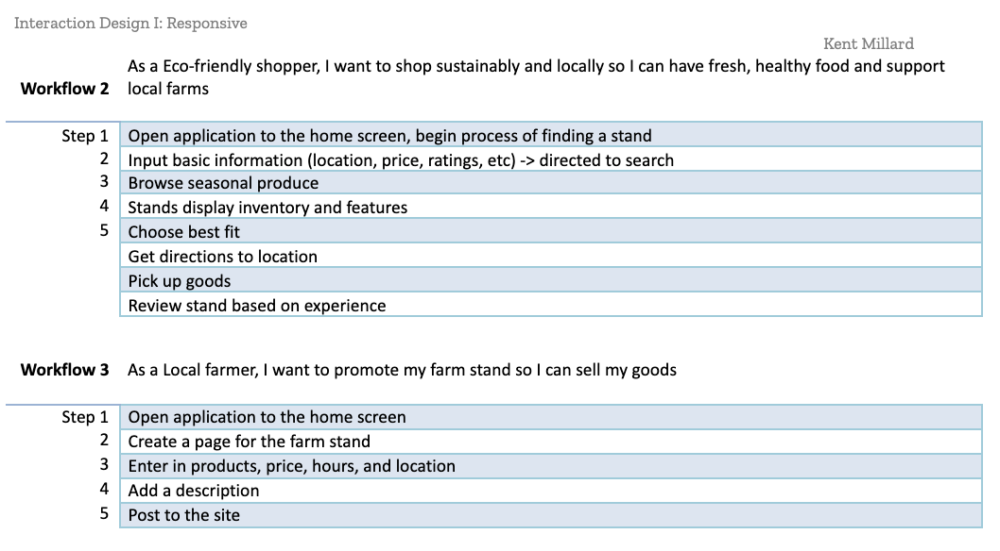 Interaction Design I: Responsive
Kent Millard
As a Eco-friendly shopper, I want to shop sustainably and locally so I can have fresh, healthy food and support
Workflow 2 local farms
Step 1 Open application to the home screen, begin process of finding a stand
2 Input basic information (location, price, ratings, etc) -> directed to search
3 Browse seasonal produce
4 Stands display inventory and features
5 Choose best fit
Get directions to location
Pick up goods
Review stand based on experience
Workflow 3 As a Local farmer, I want to promote my farm stand so I can sell my goods
Step 1 Open application to the home screen
2 Create a page for the farm stand
3 Enter in products, price, hours, and location
4 Add a description
5 Post to the site